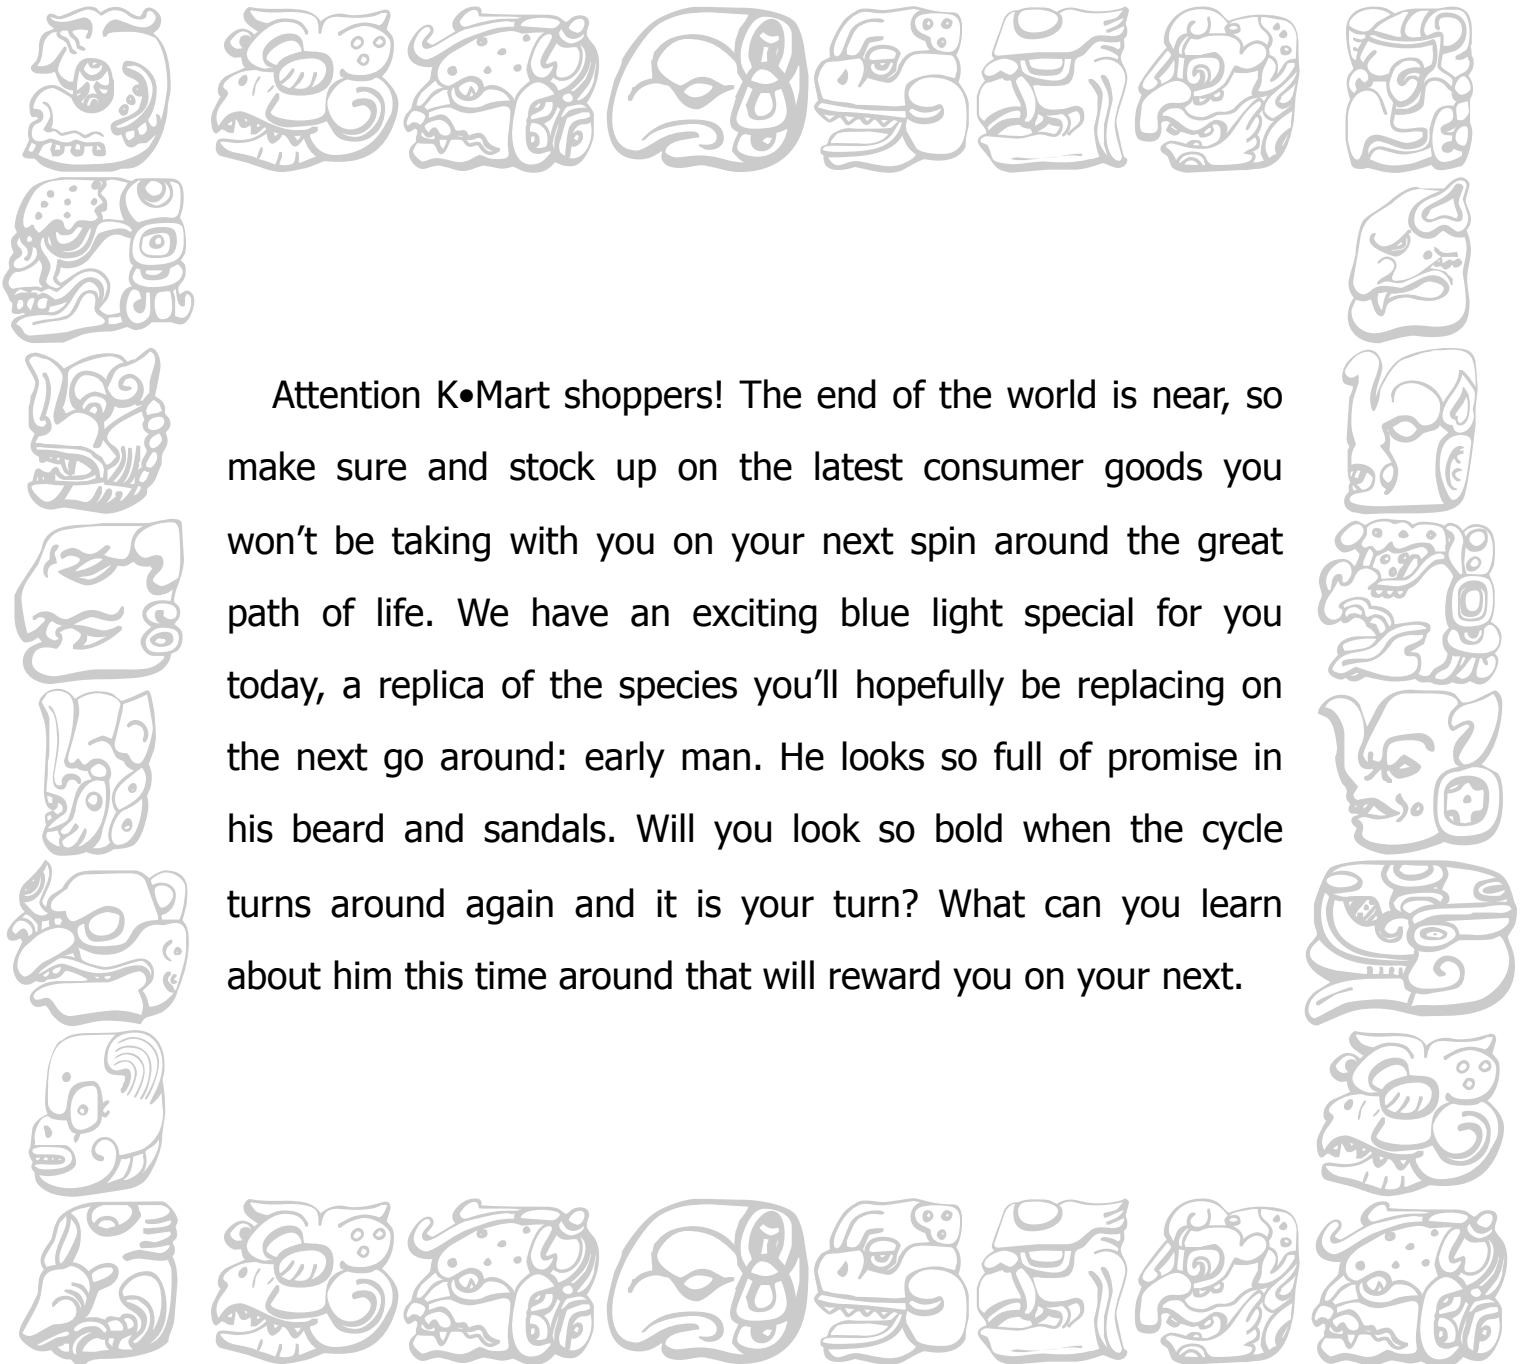 Attention K•Mart shoppers! The end of the world is near, so
make sure and stock up on the latest consumer goods you
won’t be taking with you on your next spin around the great
path of life. We have an exciting blue light special for you
today, a replica of the species you’ll hopefully be replacing on
the next go around: early man. He looks so full of promise in
his beard and sandals. Will you look so bold when the cycle
turns around again and it is your turn? What can you learn
about him this time around that will reward you on your next.